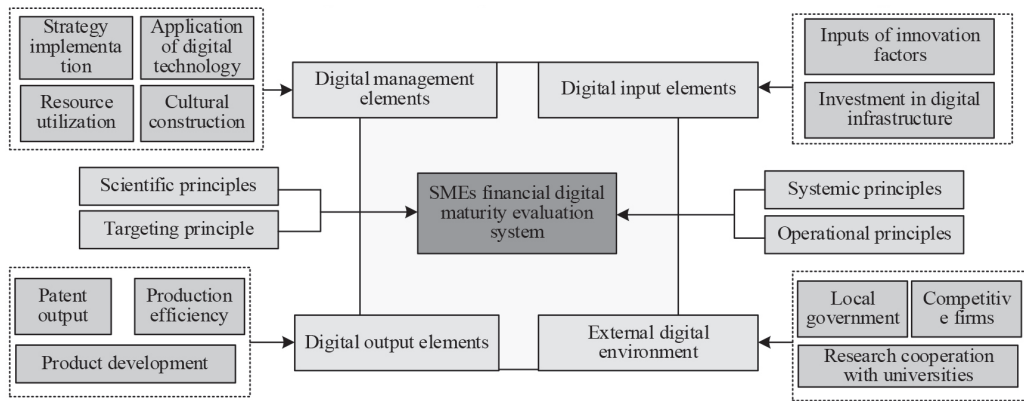 Strategy
implementa
tion
Application
of digital
technology
Resource
utilization
Cultural
construction
Digital management
elements
Digital input elements
Inputs of innovation
factors
Investment in digital
infrastructure
Scientific principles
Targeting principle
SMEs financial digital
maturity evaluation
system
Systemic principles
Operational principles
Patent
output
Production
efficiency
Product development
Digital output elements
External digital
environment
Local
government
Competitiv
e firms
Research cooperation
with universities